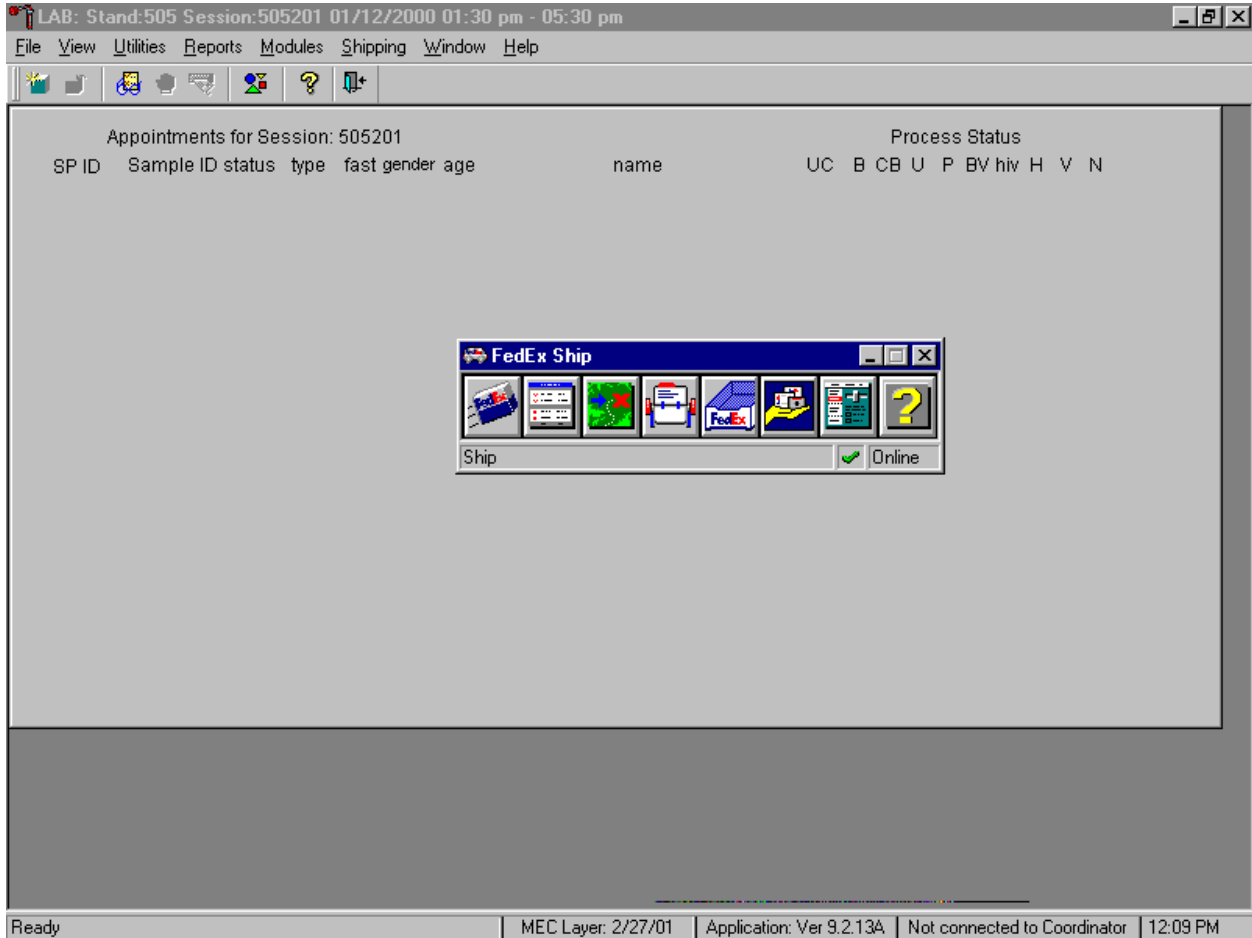 LAB: Stand:505 Session:505201 01/12/2000 01:30 pm - 05:30 pm
File View Utilities Reports Modules Shipping Window Help
Appointments for Session: 505201 Process Status
SP ID Sample ID status type fast gender age name UC B CB U P BV hiv H V N
FedEx Ship
FedEx FedEx
Ship Online
Ready MEC Layer: 2/27/01 Application: Ver 9.2.13A Not connected to Coordinator 12:09 PM